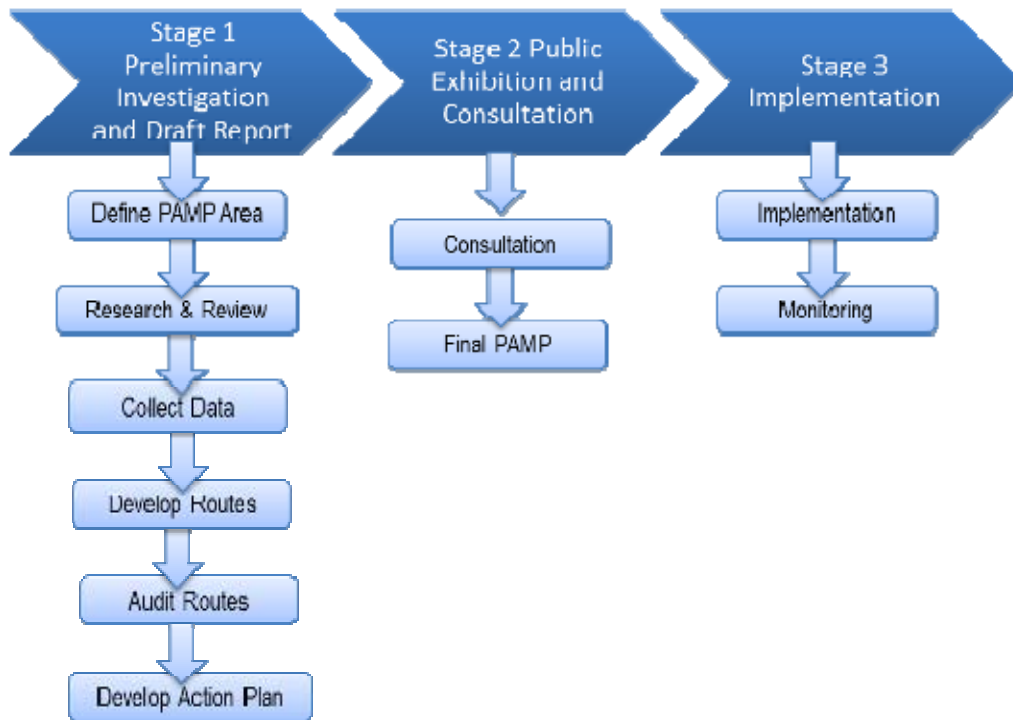 Stage 1
Preliminary
Investigation
and Draft Report
Define PAMP Area
Research & Review
Collect Data
Develop Routes
Audit Routes
Develop Action Plan
Stage 2 Public
Exhibition and
Consultation
Consultation
Final PAMP
Stage 3
Implementation
Implementation
Monitoring